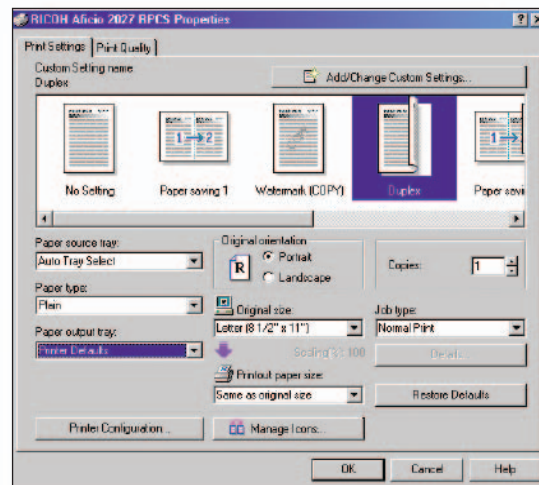 RICOH Aficio 2027 RPCS Properties
Print Settings
Print Quality
Custom Setting name
Duplex
Add/Change Custom Settings...
1 2
1 2
No Setting
Paper saving 1
Watermark (COPY)
Duplex
Paper savi
Paper source tray:
Auto Tray Select
Original orientation
R
Portrait
Landscape
Copies:
1
Paper type:
Plain
Original size
Letter (8 1/2" x 11")
Job type:
Normal Print
Paper output tray:
Printer Defaults
100
Details...
Printout paper size:
Same as original size
Restore Defaults
Printer Configuration...
Manage Icons...
OK
Cancel
Help